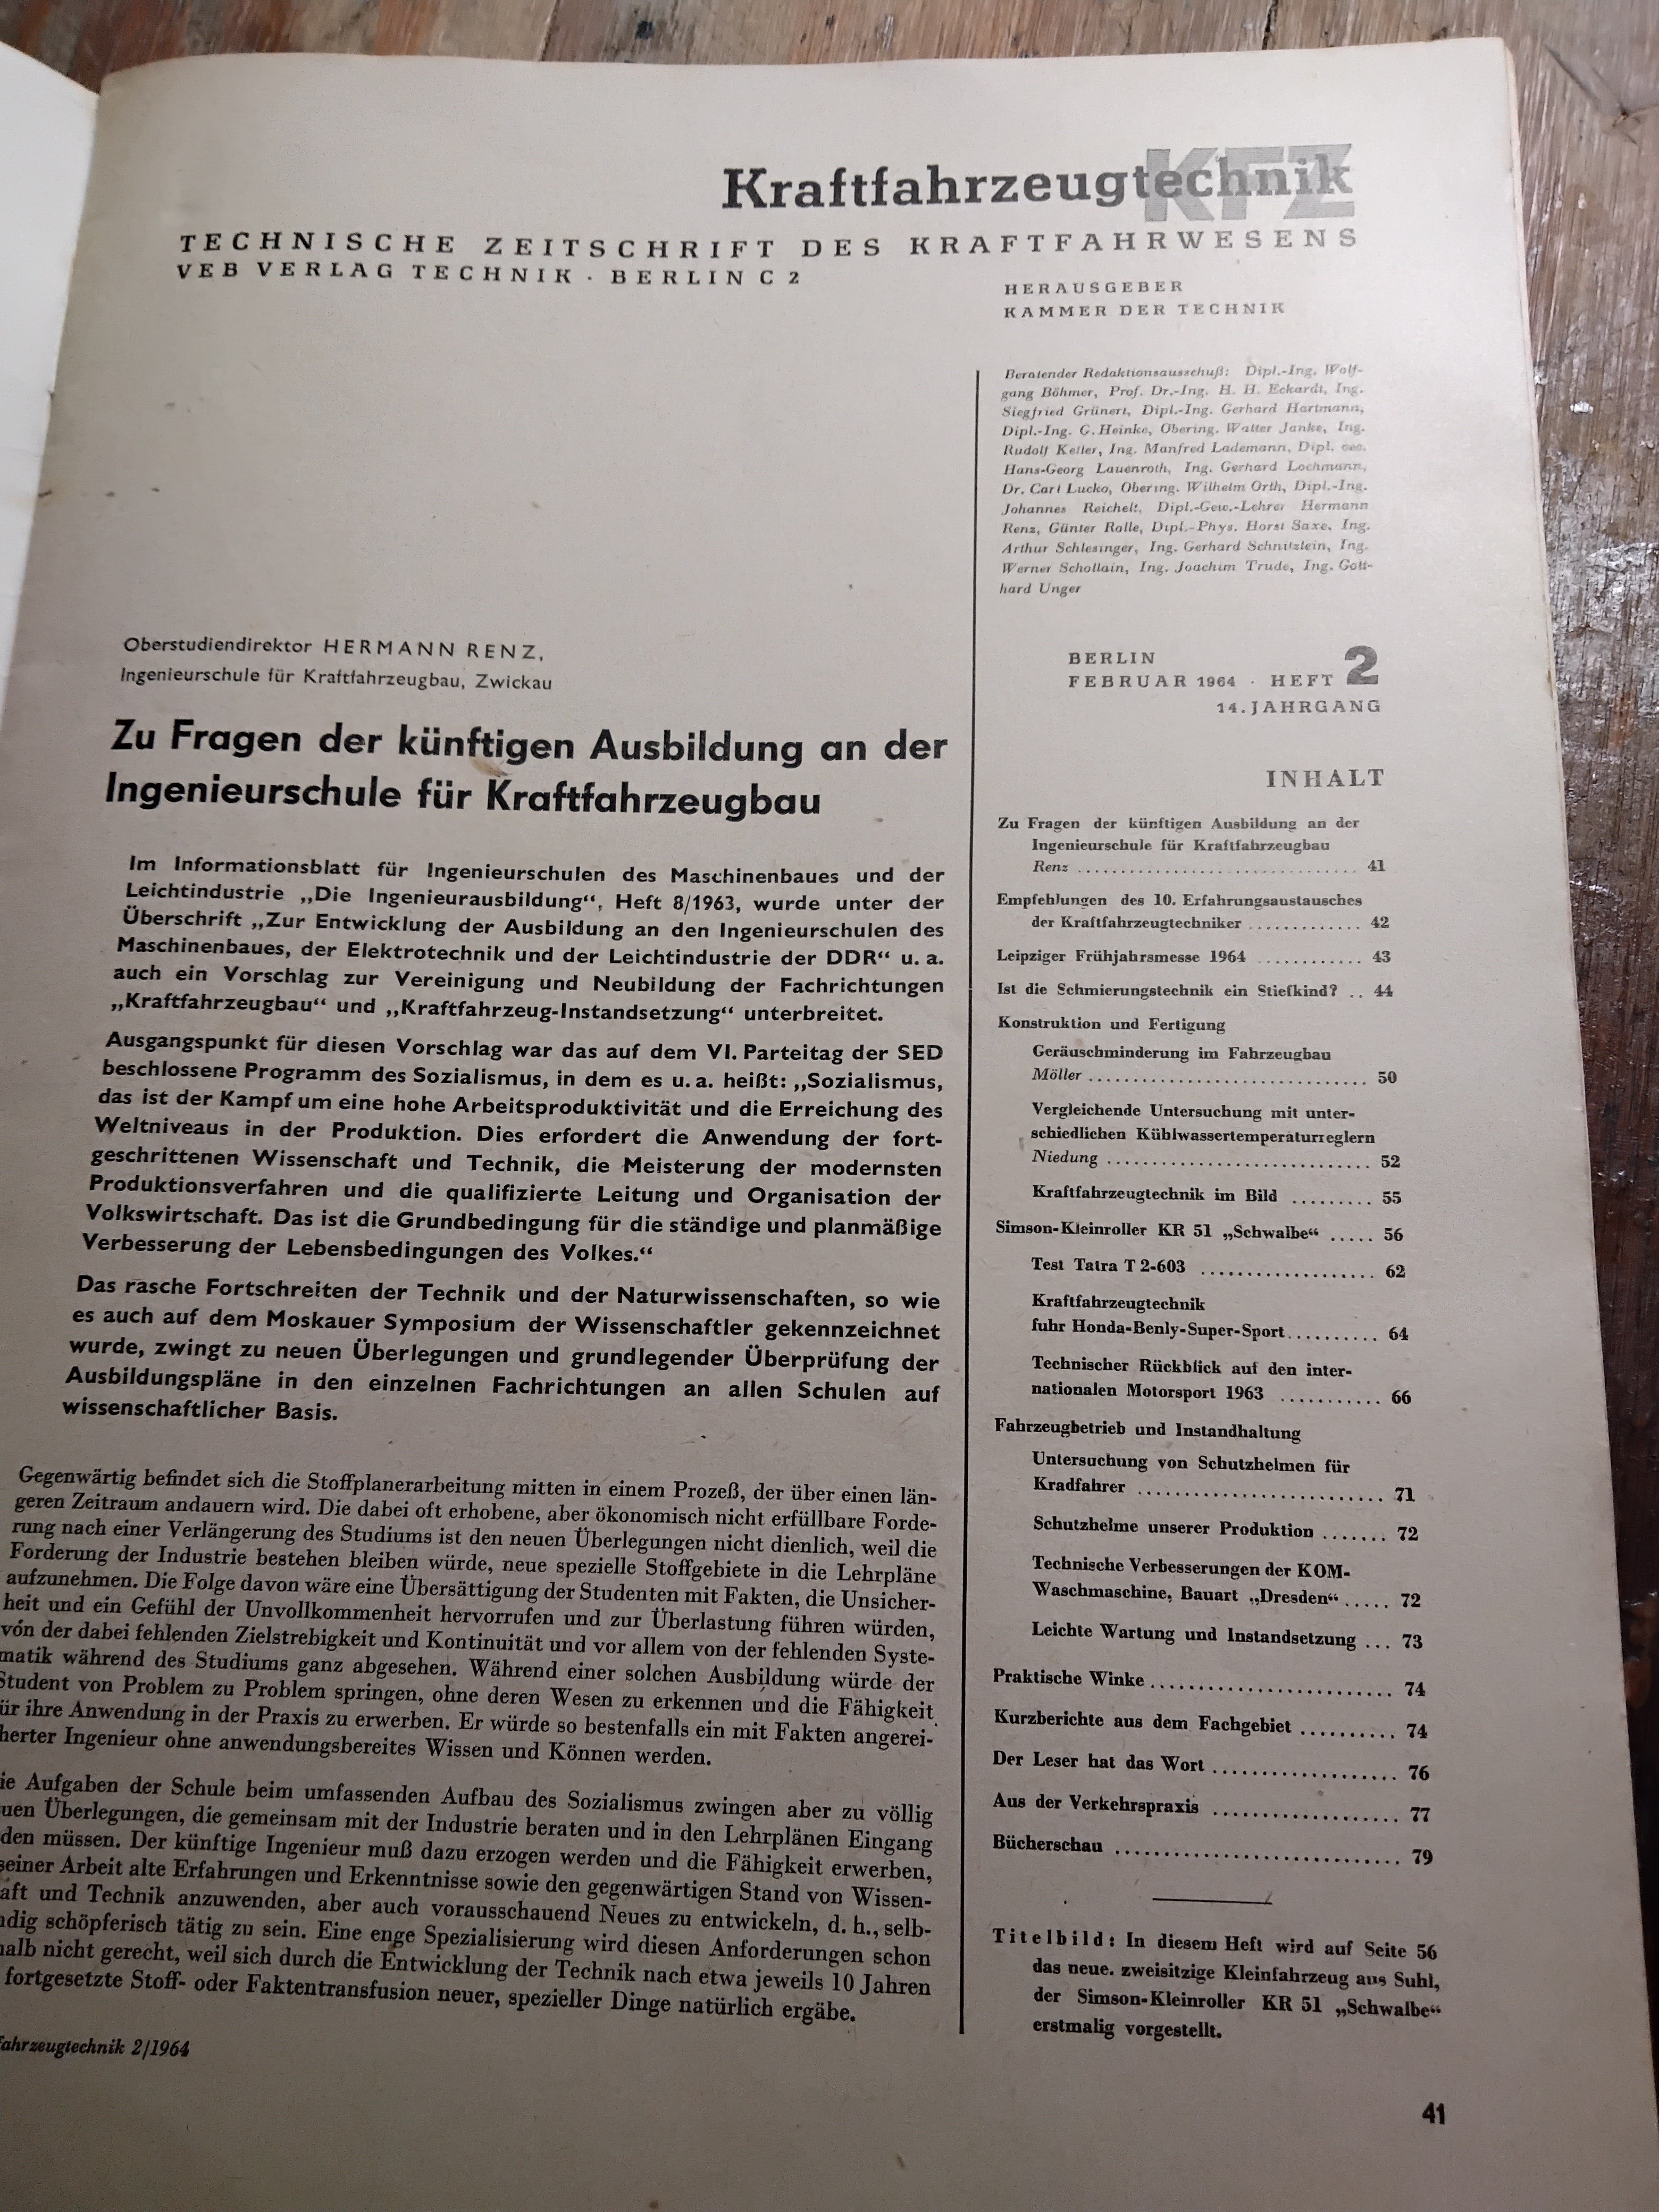 Kraftfahrzeugtechnik
KFZ
TECHNISCHE ZEITSCHRIFT DES KRAFTFAHRWESENS
VEB VERLAG TECHNIK · BERLIN C 2
HERAUSGEBER
KAMMER DER TECHNIK
Beratender Redaktionsausschuß: Dipl.-Ing. Wolf-
gang Böhmer, Prof. Dr.-Ing. H. H. Eckardt, Ing.
Siegfried Grünert, Dipl.-Ing. Gerhard Hartmann,
Dipl.-Ing. G. Heinke, Obering. Walter Janke, Ing.
Rudolf Keller, Ing. Manfred Lademann, Dipl. oec.
Hans-Georg Lauenroth, Ing. Gerhard Lochmann,
Dr. Carl Lucko, Obering. Wilhelm Orth, Dipl.-Ing.
Johannes Reichelt, Dipl.-Gew.-Lehrer Hermann
Renz, Günter Rolle, Dipl.-Phys. Horst Saxe, Ing.
Arthur Schlesinger, Ing. Gerhard Schnitzlein, Ing.
Werner Schollain, Ing. Joachim Trude, Ing. Gott-
hard Unger
BERLIN
FEBRUAR 1964 · HEFT 2
14. JAHRGANG
Oberstudiendirektor HERMANN RENZ,
Ingenieurschule für Kraftfahrzeugbau, Zwickau
Zu Fragen der künftigen Ausbildung an der
Ingenieurschule für Kraftfahrzeugbau
Im Informationsblatt für Ingenieurschulen des Maschinenbaues und der
Leichtindustrie „Die Ingenieurausbildung“, Heft 8/1963, wurde unter der
Überschrift „Zur Entwicklung der Ausbildung an den Ingenieurschulen des
Maschinenbaues, der Elektrotechnik und der Leichtindustrie der DDR“ u. a.
auch ein Vorschlag zur Vereinigung und Neubildung der Fachrichtungen
„Kraftfahrzeugbau“ und „Kraftfahrzeug-Instandsetzung“ unterbreitet.
Ausgangspunkt für diesen Vorschlag war das auf dem VI. Parteitag der SED
beschlossene Programm des Sozialismus, in dem es u. a. heißt: „Sozialismus,
das ist der Kampf um eine hohe Arbeitsproduktivität und die Erreichung des
Weltniveaus in der Produktion. Dies erfordert die Anwendung der fort-
geschrittenen Wissenschaft und Technik, die Meisterung der modernsten
Produktionsverfahren und die qualifizierte Leitung und Organisation der
Volkswirtschaft. Das ist die Grundbedingung für die ständige und planmäßige
Verbesserung der Lebensbedingungen des Volkes.“
Das rasche Fortschreiten der Technik und der Naturwissenschaften, so wie
es auch auf dem Moskauer Symposium der Wissenschaftler gekennzeichnet
wurde, zwingt zu neuen Überlegungen und grundlegender Überprüfung der
Ausbildungspläne in den einzelnen Fachrichtungen an allen Schulen auf
wissenschaftlicher Basis.
Gegenwärtig befindet sich die Stoffplanerarbeitung mitten in einem Prozeß, der über einen län-
geren Zeitraum andauern wird. Die dabei oft erhobene, aber ökonomisch nicht erfüllbare Forde-
rung nach einer Verlängerung des Studiums ist den neuen Überlegungen nicht dienlich, weil die
Forderung der Industrie bestehen bleiben würde, neue spezielle Stoffgebiete in die Lehrpläne
aufzunehmen. Die Folge davon wäre eine Übersättigung der Studenten mit Fakten, die Unsicher-
heit und ein Gefühl der Unvollkommenheit hervorrufen und zur Überlastung führen würden,
von der dabei fehlenden Zielstrebigkeit und Kontinuität und vor allem von der fehlenden Syste-
matik während des Studiums ganz abgesehen. Während einer solchen Ausbildung würde der
Student von Problem zu Problem springen, ohne deren Wesen zu erkennen und die Fähigkeit
ür ihre Anwendung in der Praxis zu erwerben. Er würde so bestenfalls ein mit Fakten angerei-
herter Ingenieur ohne anwendungsbereites Wissen und Können werden.
ie Aufgaben der Schule beim umfassenden Aufbau des Sozialismus zwingen aber zu völlig
uen Überlegungen, die gemeinsam mit der Industrie beraten und in den Lehrplänen Eingang
den müssen. Der künftige Ingenieur muß dazu erzogen werden und die Fähigkeit erwerben,
seiner Arbeit alte Erfahrungen und Erkenntnisse sowie den gegenwärtigen Stand von Wissen-
aft und Technik anzuwenden, aber auch vorausschauend Neues zu entwickeln, d. h., selb-
ndig schöpferisch tätig zu sein. Eine enge Spezialisierung wird diesen Anforderungen schon
halb nicht gerecht, weil sich durch die Entwicklung der Technik nach etwa jeweils 10 Jahren
fortgesetzte Stoff- oder Faktentransfusion neuer, spezieller Dinge natürlich ergäbe.
fahrzeugtechnik 2/1964
INHALT
Zu Fragen der künftigen Ausbildung an der
Ingenieurschule für Kraftfahrzeugbau
Renz ............................ 41
Empfehlungen des 10. Erfahrungsaustausches
der Kraftfahrzeugtechniker ............. 42
Leipziger Frühjahrsmesse 1964 ............ 43
Ist die Schmierungstechnik ein Stiefkind? .. 44
Konstruktion und Fertigung
Geräuschminderung im Fahrzeugbau
Möller ............................ 50
Vergleichende Untersuchung mit unter-
schiedlichen Kühlwassertemperaturreglern
Niedung ........................... 52
Kraftfahrzeugtechnik im Bild ......... 55
Simson-Kleinroller KR 51 „Schwalbe“ ..... 56
Test Tatra T 2-603 .................. 62
Kraftfahrzeugtechnik
fuhr Honda-Benly-Super-Sport.......... 64
Technischer Rückblick auf den inter-
nationalen Motorsport 1963 ........... 66
Fahrzeugbetrieb und Instandhaltung
Untersuchung von Schutzhelmen für
Kradfahrer ......................... 71
Schutzhelme unserer Produktion ....... 72
Technische Verbesserungen der KOM-
Waschmaschine, Bauart „Dresden“..... 72
Leichte Wartung und Instandsetzung ... 73
Praktische Winke ........................ 74
Kurzberichte aus dem Fachgebiet .......... 74
Der Leser hat das Wort ................... 76
Aus der Verkehrspraxis ................... 77
Bücherschau ............................. 79
Titelbild: In diesem Heft wird auf Seite 56
das neue. zweisitzige Kleinfahrzeug aus Suhl,
der Simson-Kleinroller KR 51 „Schwalbe“
erstmalig vorgestellt.
41